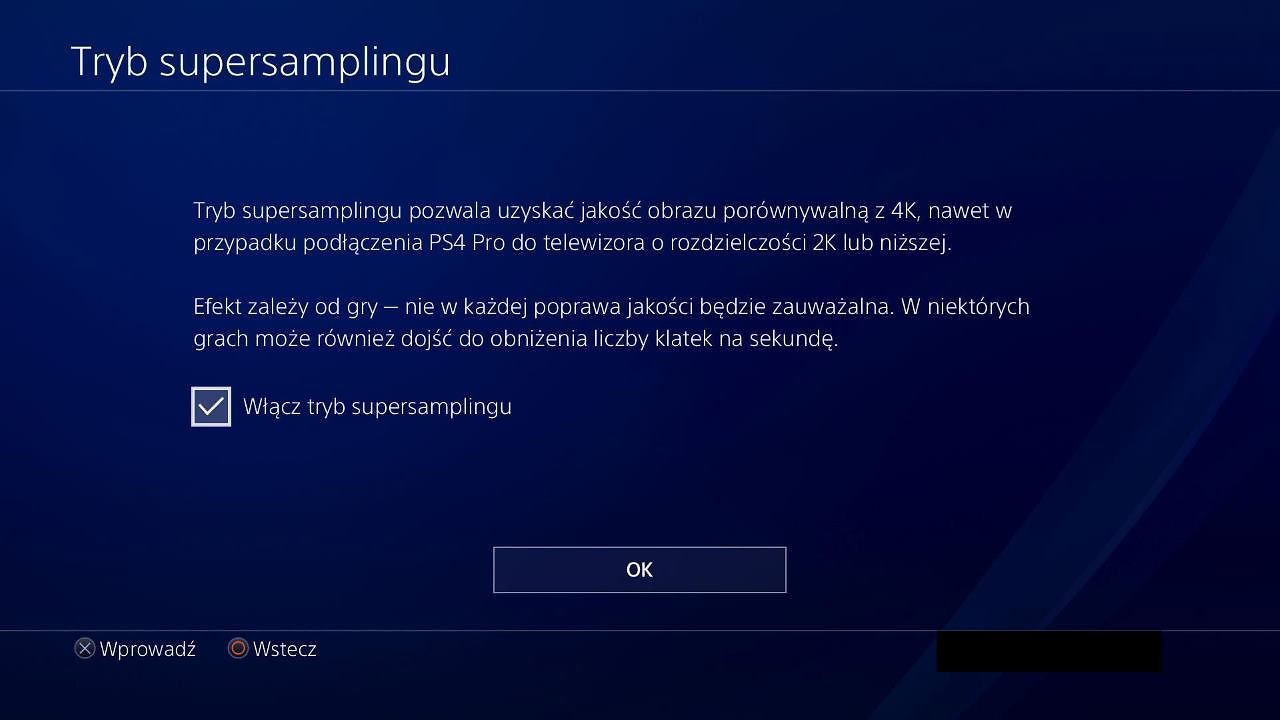 Tryb supersamplingu
Tryb supersamplingu pozwala uzyskać jakość obrazu porównywalną z 4K, nawet w
przypadku podłączenia PS4 Pro do telewizora o rozdzielczości 2K lub niższej.
Efekt zależy od gry — nie w każdej poprawa jakości będzie zauważalna. W niektórych
grach może również dojść do obniżenia liczby klatek na sekundę.
Włącz tryb supersamplingu
OK
Wprowadź Wstecz